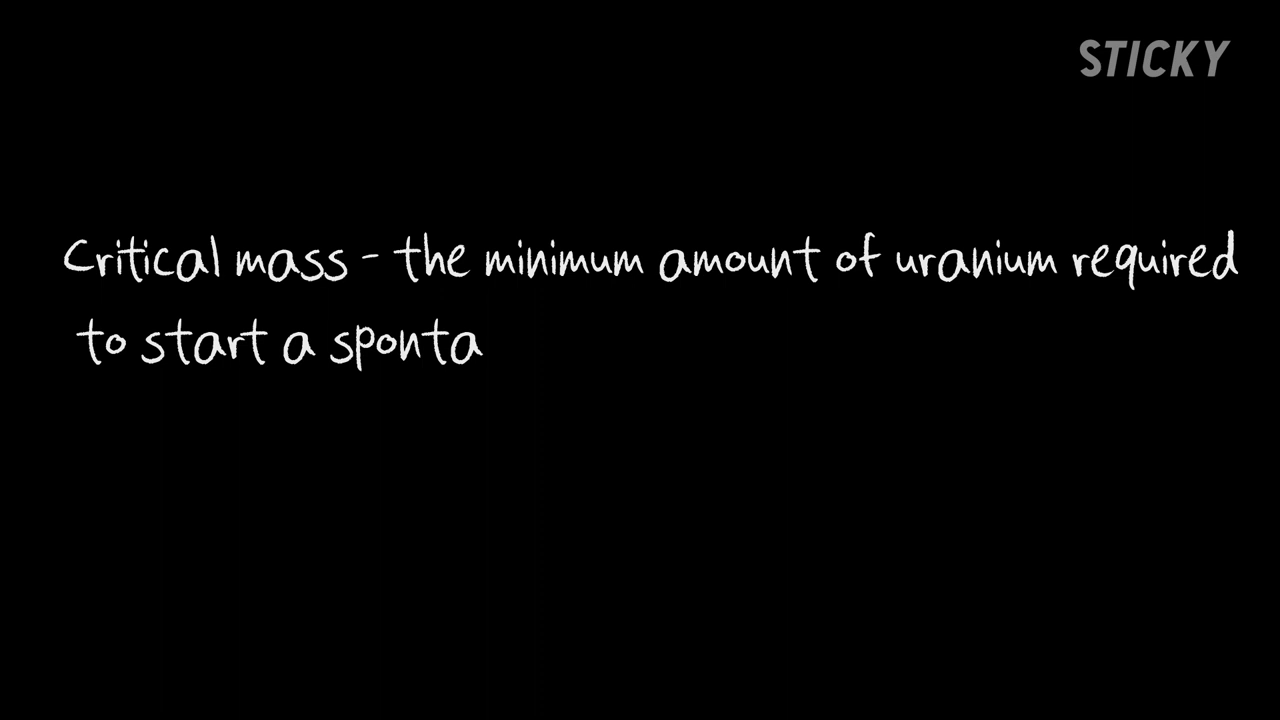 STICKY
Critical mass - the minimum amount of uranium required
to start a sponta